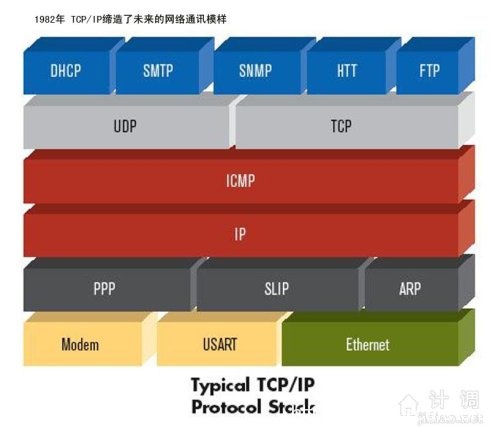 1982年 TCP/IP缔造了未来的网络通讯模样
DHCP SMTP SNMP HTT FTP
UDP TCP
ICMP
IP
PPP SLIP ARP
Modem USART Ethernet
Typical TCP/IP
Protocol Stack
计调
jidiao.net